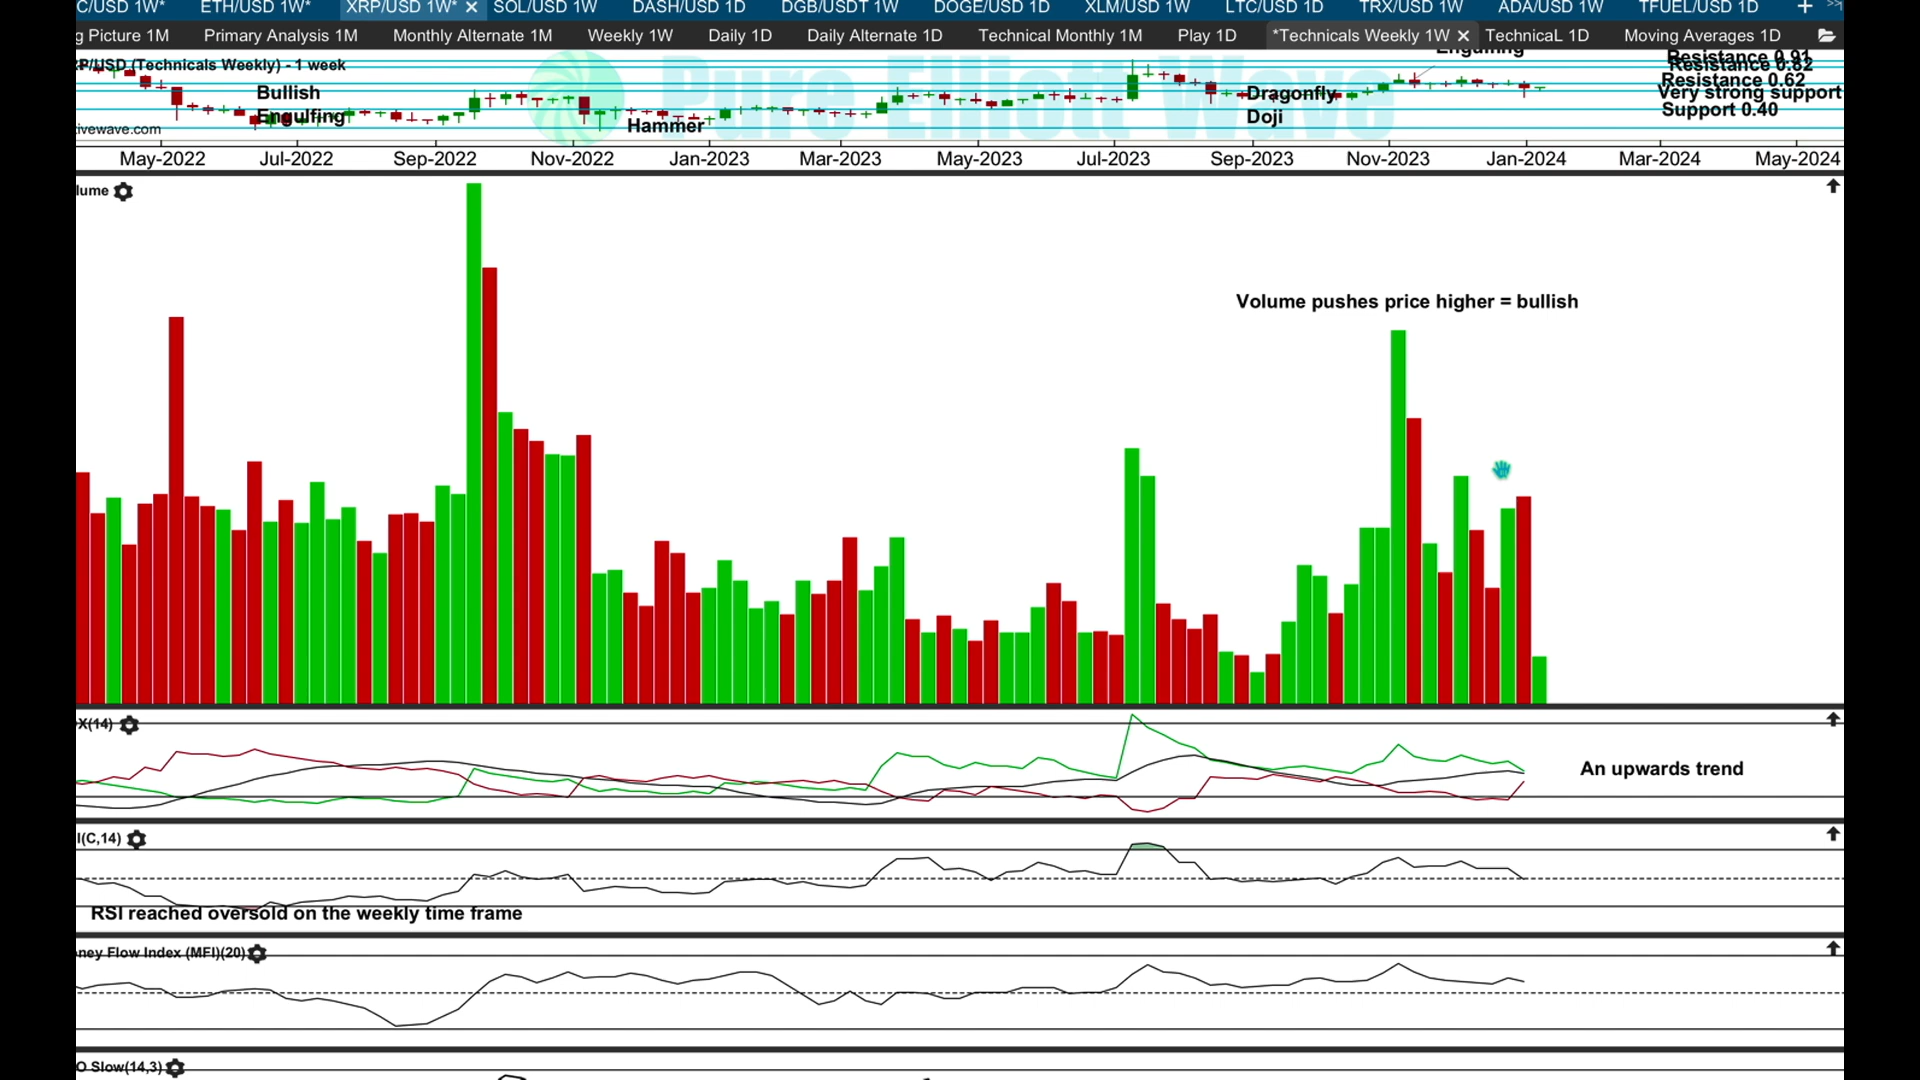 C/USD 1W* ETH/USD 1W* XRP/USD 1W* SOL/USD 1W DASH/USD 1D DGB/USDT 1W DOGE/USD 1D XLM/USD 1W LTC/USD 1D TRX/USD 1W ADA/USD 1W TFUEL/USD 1D
g Picture 1M Primary Analysis 1M Monthly Alternate 1M Weekly 1W Daily 1D Daily Alternate 1D Technical Monthly 1M Play 1D *Technicals Weekly 1W TechnicaL 1D Moving Averages 1D
Engulfing
Resistance 0.91
P/USD (Technicals Weekly) - 1 week
Resistance 0.82
Pure Elliott Wave
Resistance 0.62
Bullish
Engulfing
Dragonfly
Doji
Very strong support
Support 0.40
Hammer
tivewave.com
May-2022 Jul-2022 Sep-2022 Nov-2022 Jan-2023 Mar-2023 May-2023 Jul-2023 Sep-2023 Nov-2023 Jan-2024 Mar-2024 May-2024
lume
Volume pushes price higher = bullish
X(14)
An upwards trend
I(C,14)
RSI reached oversold on the weekly time frame
ney Flow Index (MFI)(20)
O Slow(14,3)